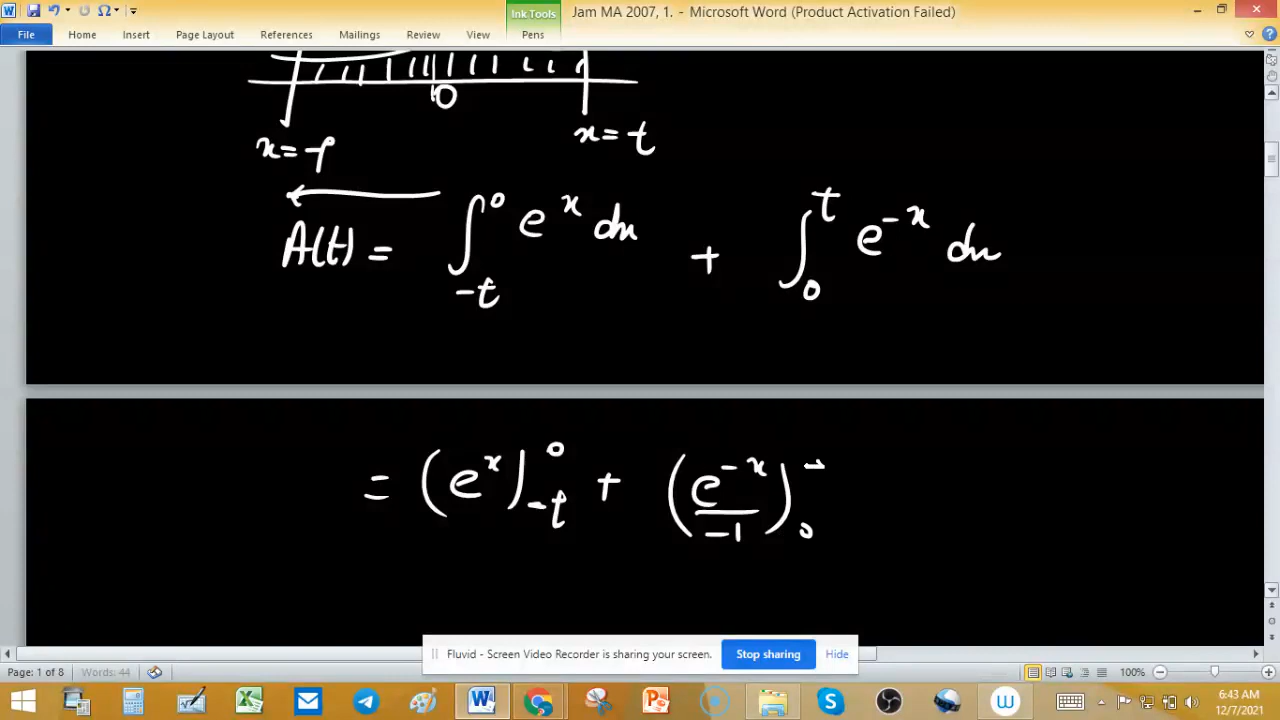 Jam MA 2007, 1. - Microsoft Word (Product Activation Failed)
Ink Tools
File Home Insert Page Layout References Mailings Review View Pens
0
x = -t
x = t
A(t) = ∫_{-t}^{0} e^x dx + ∫_{0}^{t} e^{-x} dx
= (e^x)_{-t}^{0} + (e^{-x}/-1)_{0}
Fluvid - Screen Video Recorder is sharing your screen. Stop sharing Hide
Page: 1 of 8 Words: 44 100%
6:43 AM
12/7/2021